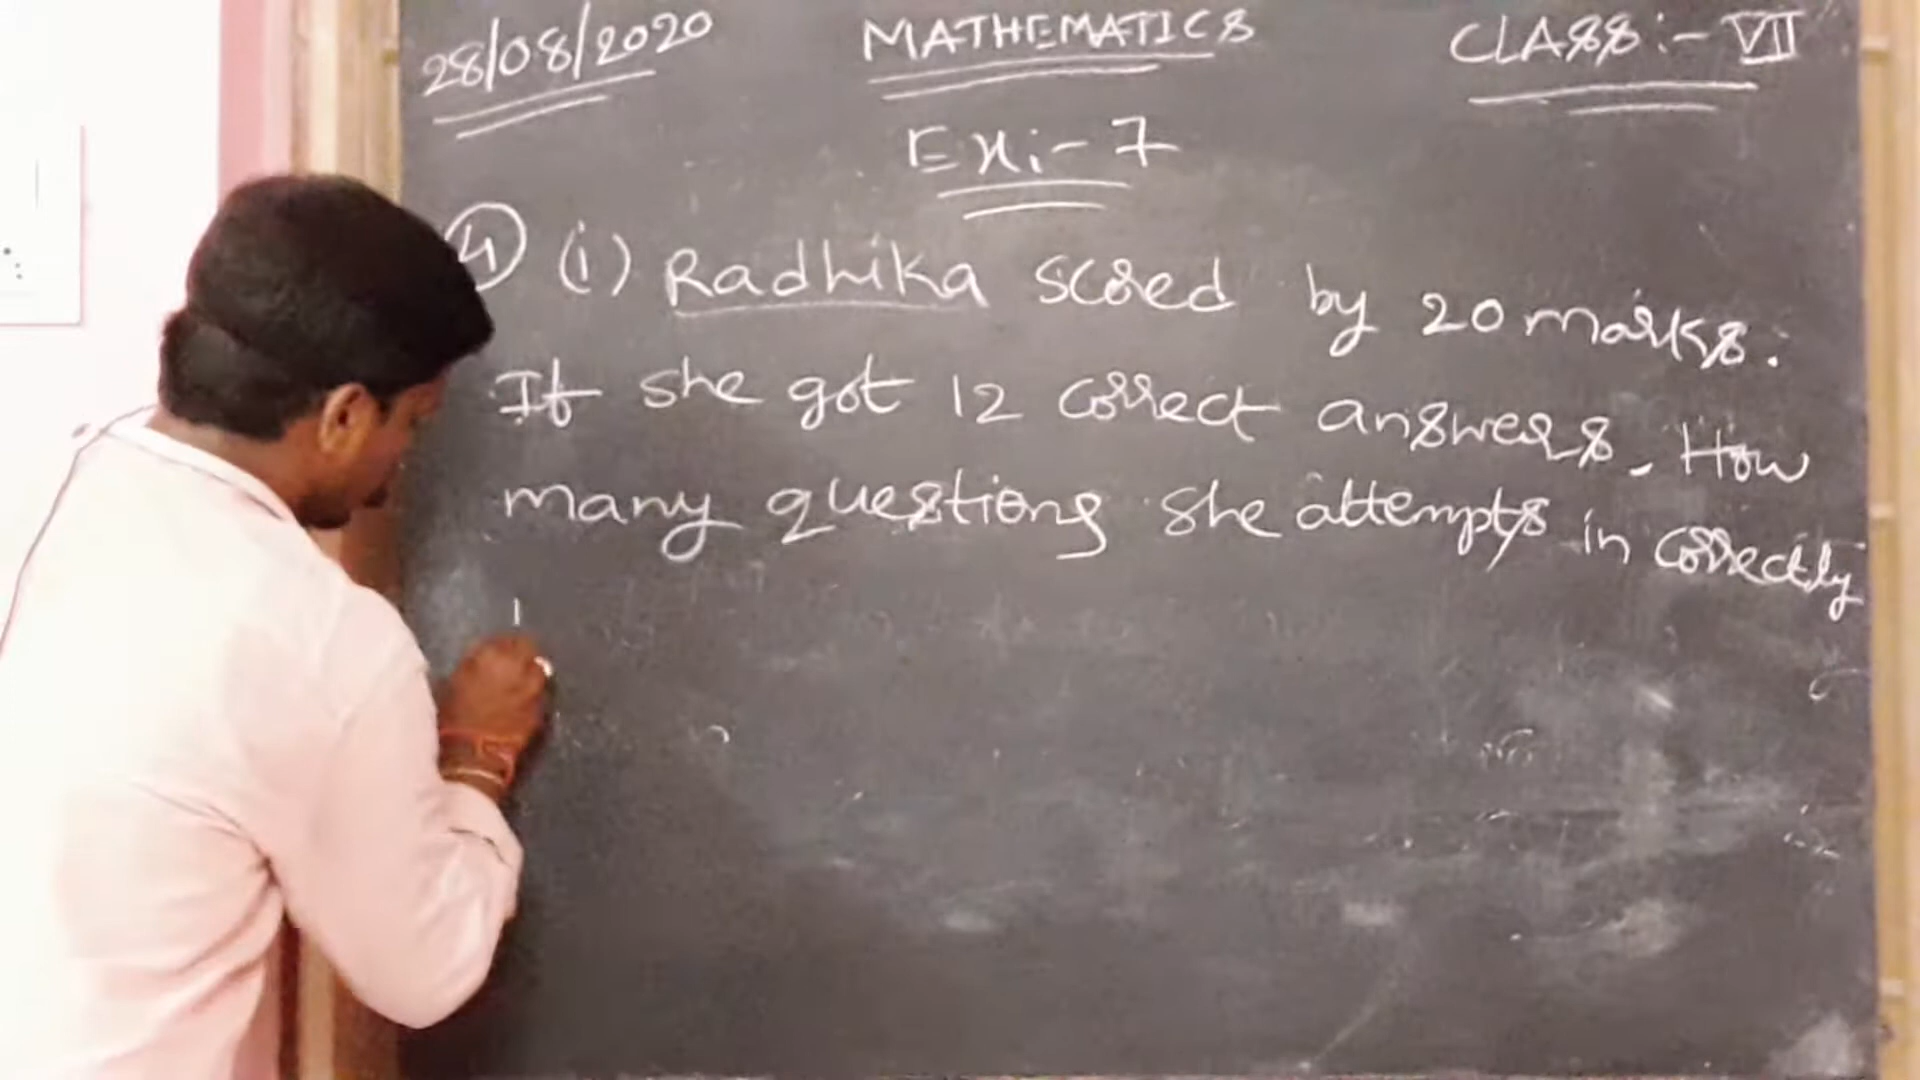 28/08/2020 MATHEMATICS CLASS:- VII
Ex:- 7
4 (i) Radhika scored by 20 marks.
If she got 12 correct answers. How
many questions she attempts in correctly